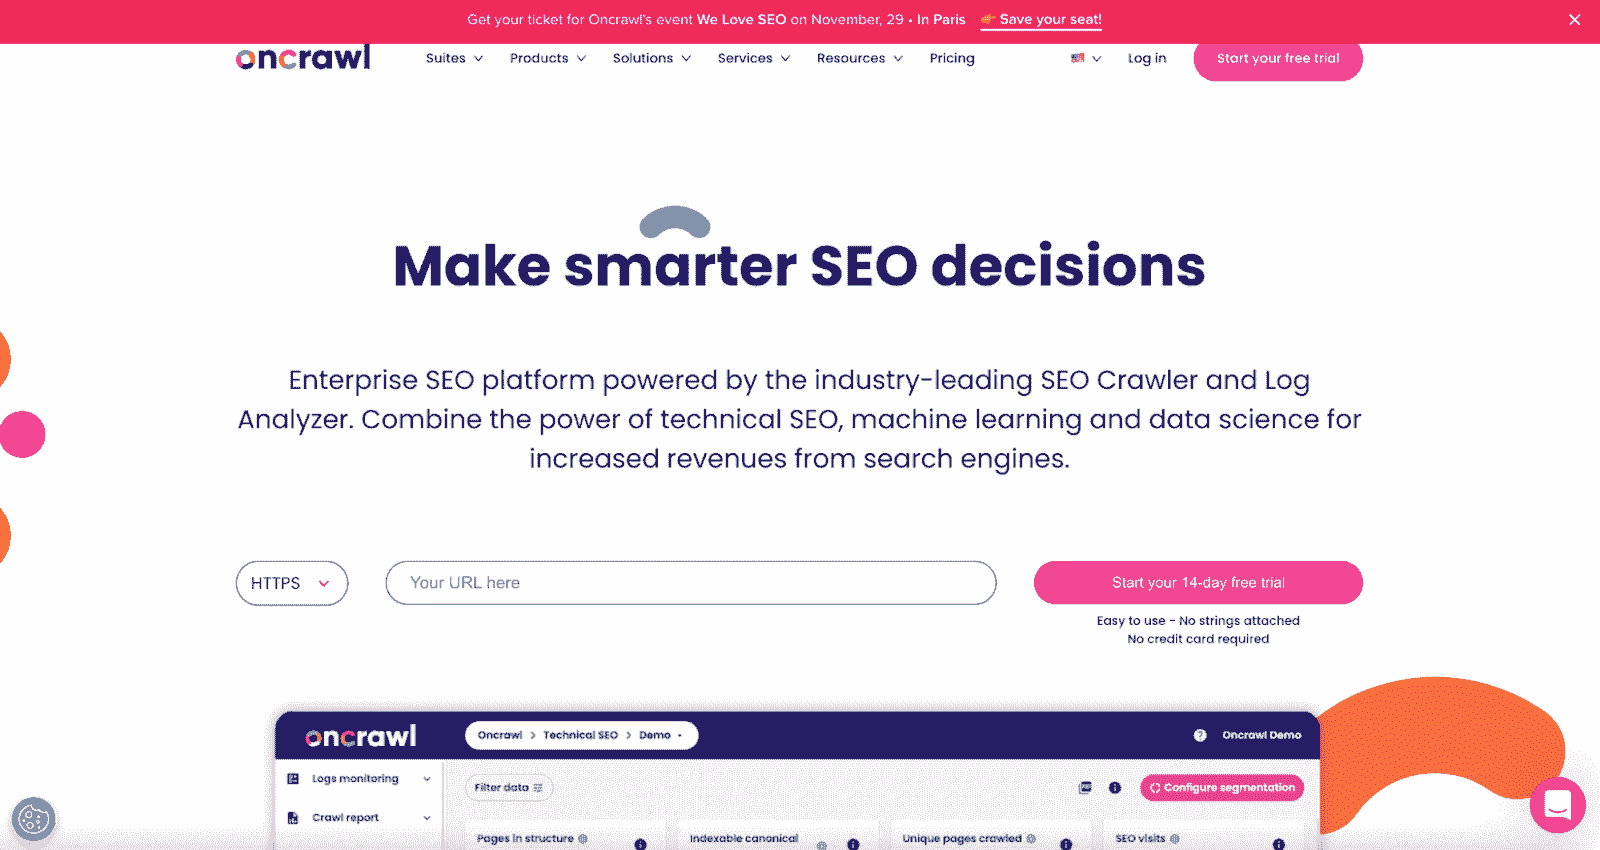 Get your ticket for Oncrawl's event We Love SEO on November, 29 • In Paris Save your seat!
oncrawl Suites Products Solutions Services Resources Pricing Log in Start your free trial
Make smarter SEO decisions
Enterprise SEO platform powered by the industry-leading SEO Crawler and Log
Analyzer. Combine the power of technical SEO, machine learning and data science for
increased revenues from search engines.
HTTPS Your URL here Start your 14-day free trial
Easy to use - No strings attached
No credit card required
oncrawl Oncrawl > Technical SEO > Demo Oncrawl Demo
Logs monitoring Filter data PDF Configure segmentation
Crawl report
Pages in structure Indexable canonical Unique pages crawled SEO visits